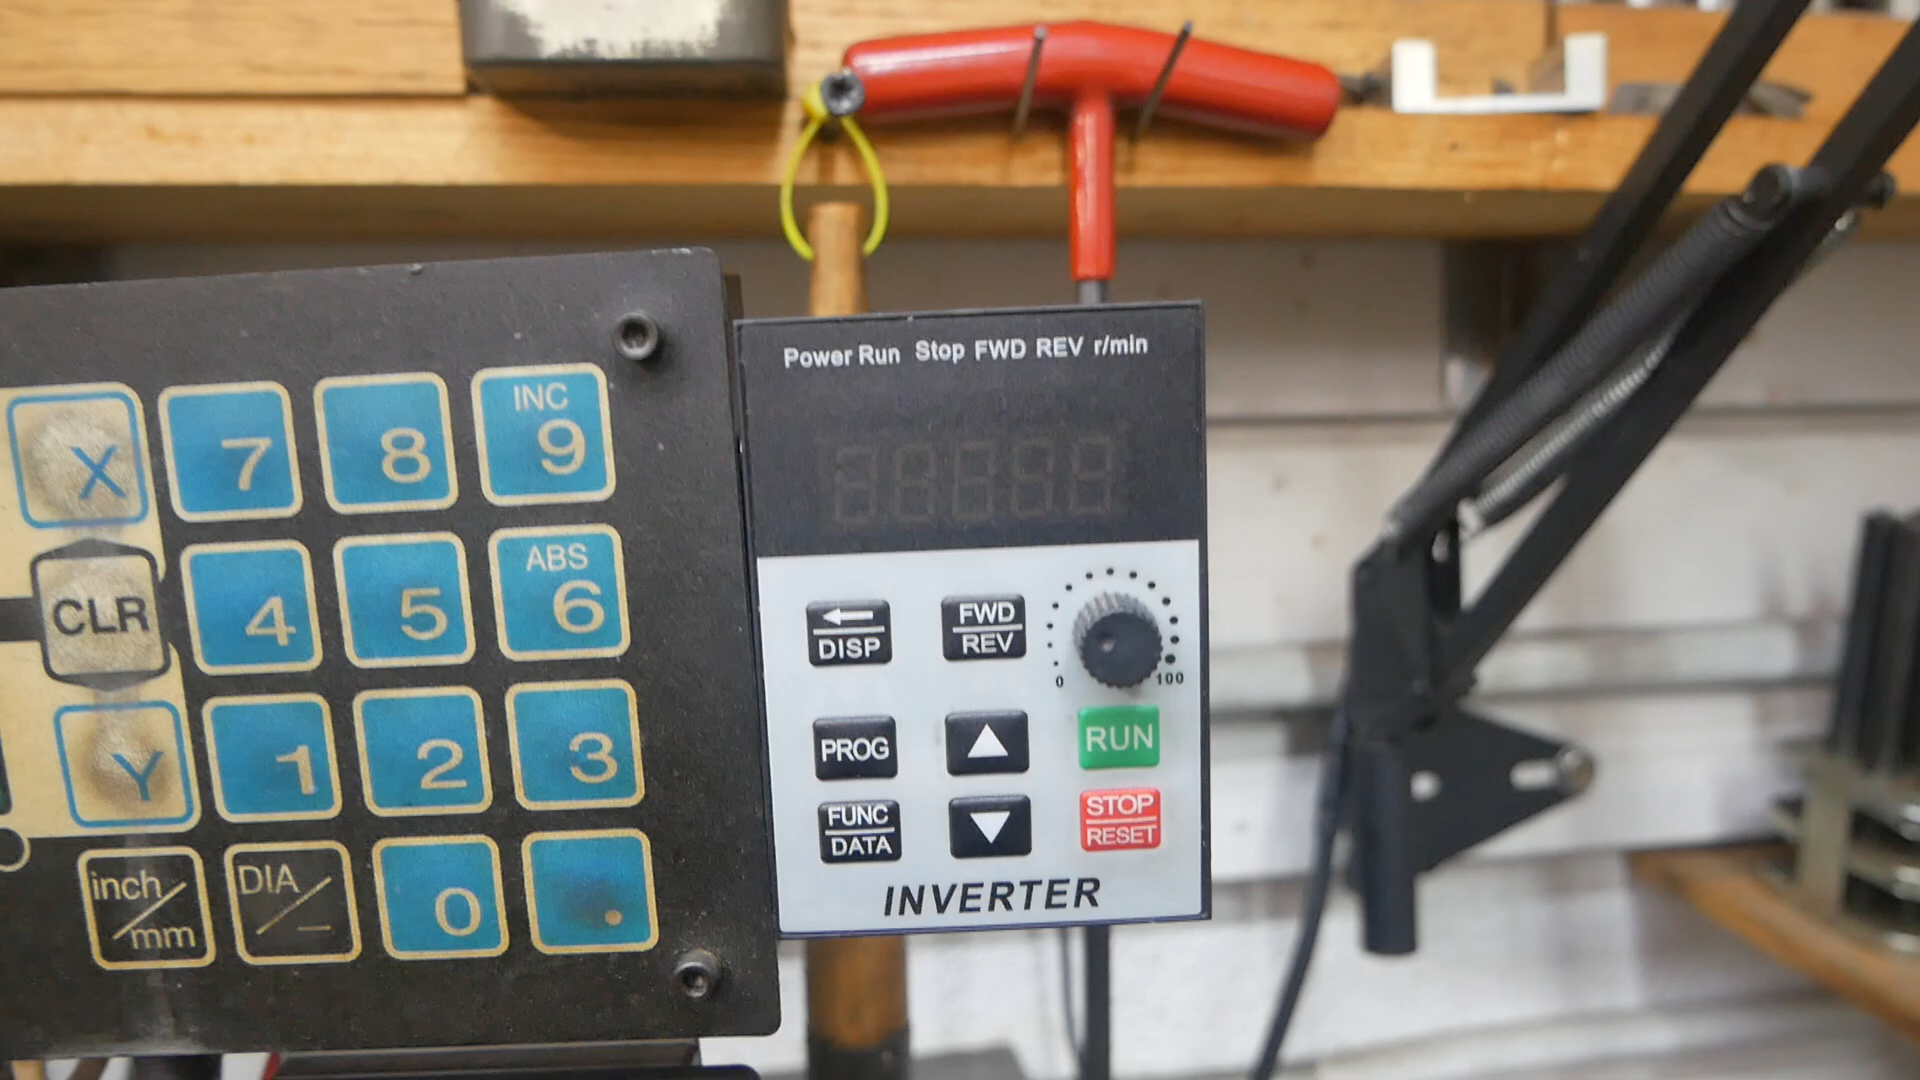 X 7 8 INC 9
CLR 4 5 ABS 6
Y 1 2 3
inch/mm DIA/− 0 .
Power Run Stop FWD REV r/min
←
DISP
FWD
REV
0 100
PROG
▲
RUN
FUNC
DATA
▼
STOP
RESET
INVERTER